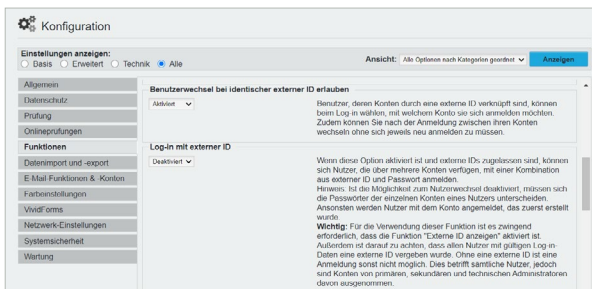 Konfiguration
Einstellungen anzeigen:
Basis Erweitert Technik Alle
Ansicht: Alle Optionen nach Kategorien geordnet Anzeigen
Allgemein
Datenschutz
Prüfung
Onlineprüfungen
Funktionen
Datenimport und -export
E-Mail-Funktionen & -Konten
Farbeinstellungen
VividForms
Netzwerk-Einstellungen
Systemsicherheit
Wartung
Benutzerwechsel bei identischer externer ID erlauben
Aktiviert
Benutzer, deren Konten durch eine externe ID verknüpft sind, können
beim Log-in wählen, mit welchem Konto sie sich anmelden möchten.
Zudem können Sie nach der Anmeldung zwischen ihren Konten
wechseln ohne sich jeweils neu anmelden zu müssen.
Log-in mit externer ID
Deaktiviert
Wenn diese Option aktiviert ist und externe IDs zugelassen sind, können
sich Nutzer, die über mehrere Konten verfügen, mit einer Kombination
aus externer ID und Passwort anmelden.
Hinweis: Ist die Möglichkeit zum Nutzerwechsel deaktiviert, müssen sich
die Passwörter der einzelnen Konten eines Nutzers unterscheiden.
Ansonsten werden Nutzer mit dem Konto angemeldet, das zuerst erstellt
wurde
Wichtig: Für die Verwendung dieser Funktion ist es zwingend
erforderlich, dass die Funktion "Externe ID anzeigen" aktiviert ist.
Außerdem ist darauf zu achten, dass allen Nutzer mit gültigen Log-in-
Daten eine externe ID vergeben wurde. Ohne eine externe ID ist eine
Anmeldung sonst nicht möglich. Dies betrifft sämtliche Nutzer, jedoch
sind Konten von primären, sekundären und technischen Administratoren
davon ausgenommen.